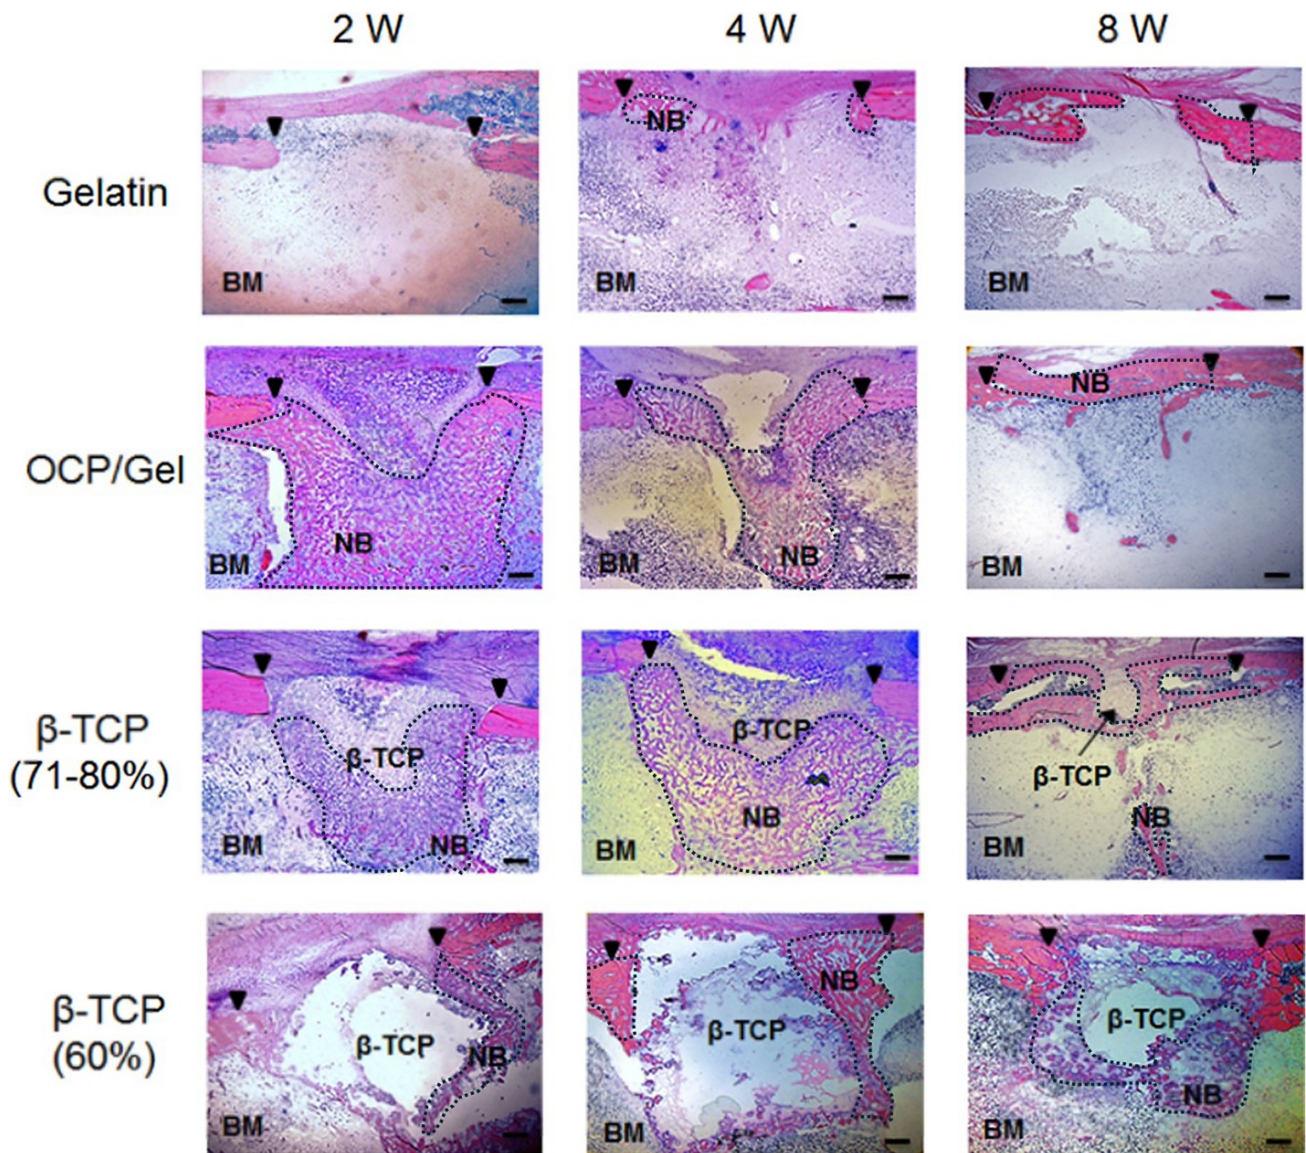 2 W 4 W 8 W
Gelatin
BM
NB
BM
BM
OCP/Gel
NB
BM
NB
BM
NB
BM
β-TCP
(71-80%)
β-TCP
NB
BM
β-TCP
NB
BM
β-TCP
NB
BM
β-TCP
(60%)
β-TCP
NB
BM
NB
β-TCP
BM
β-TCP
NB
BM